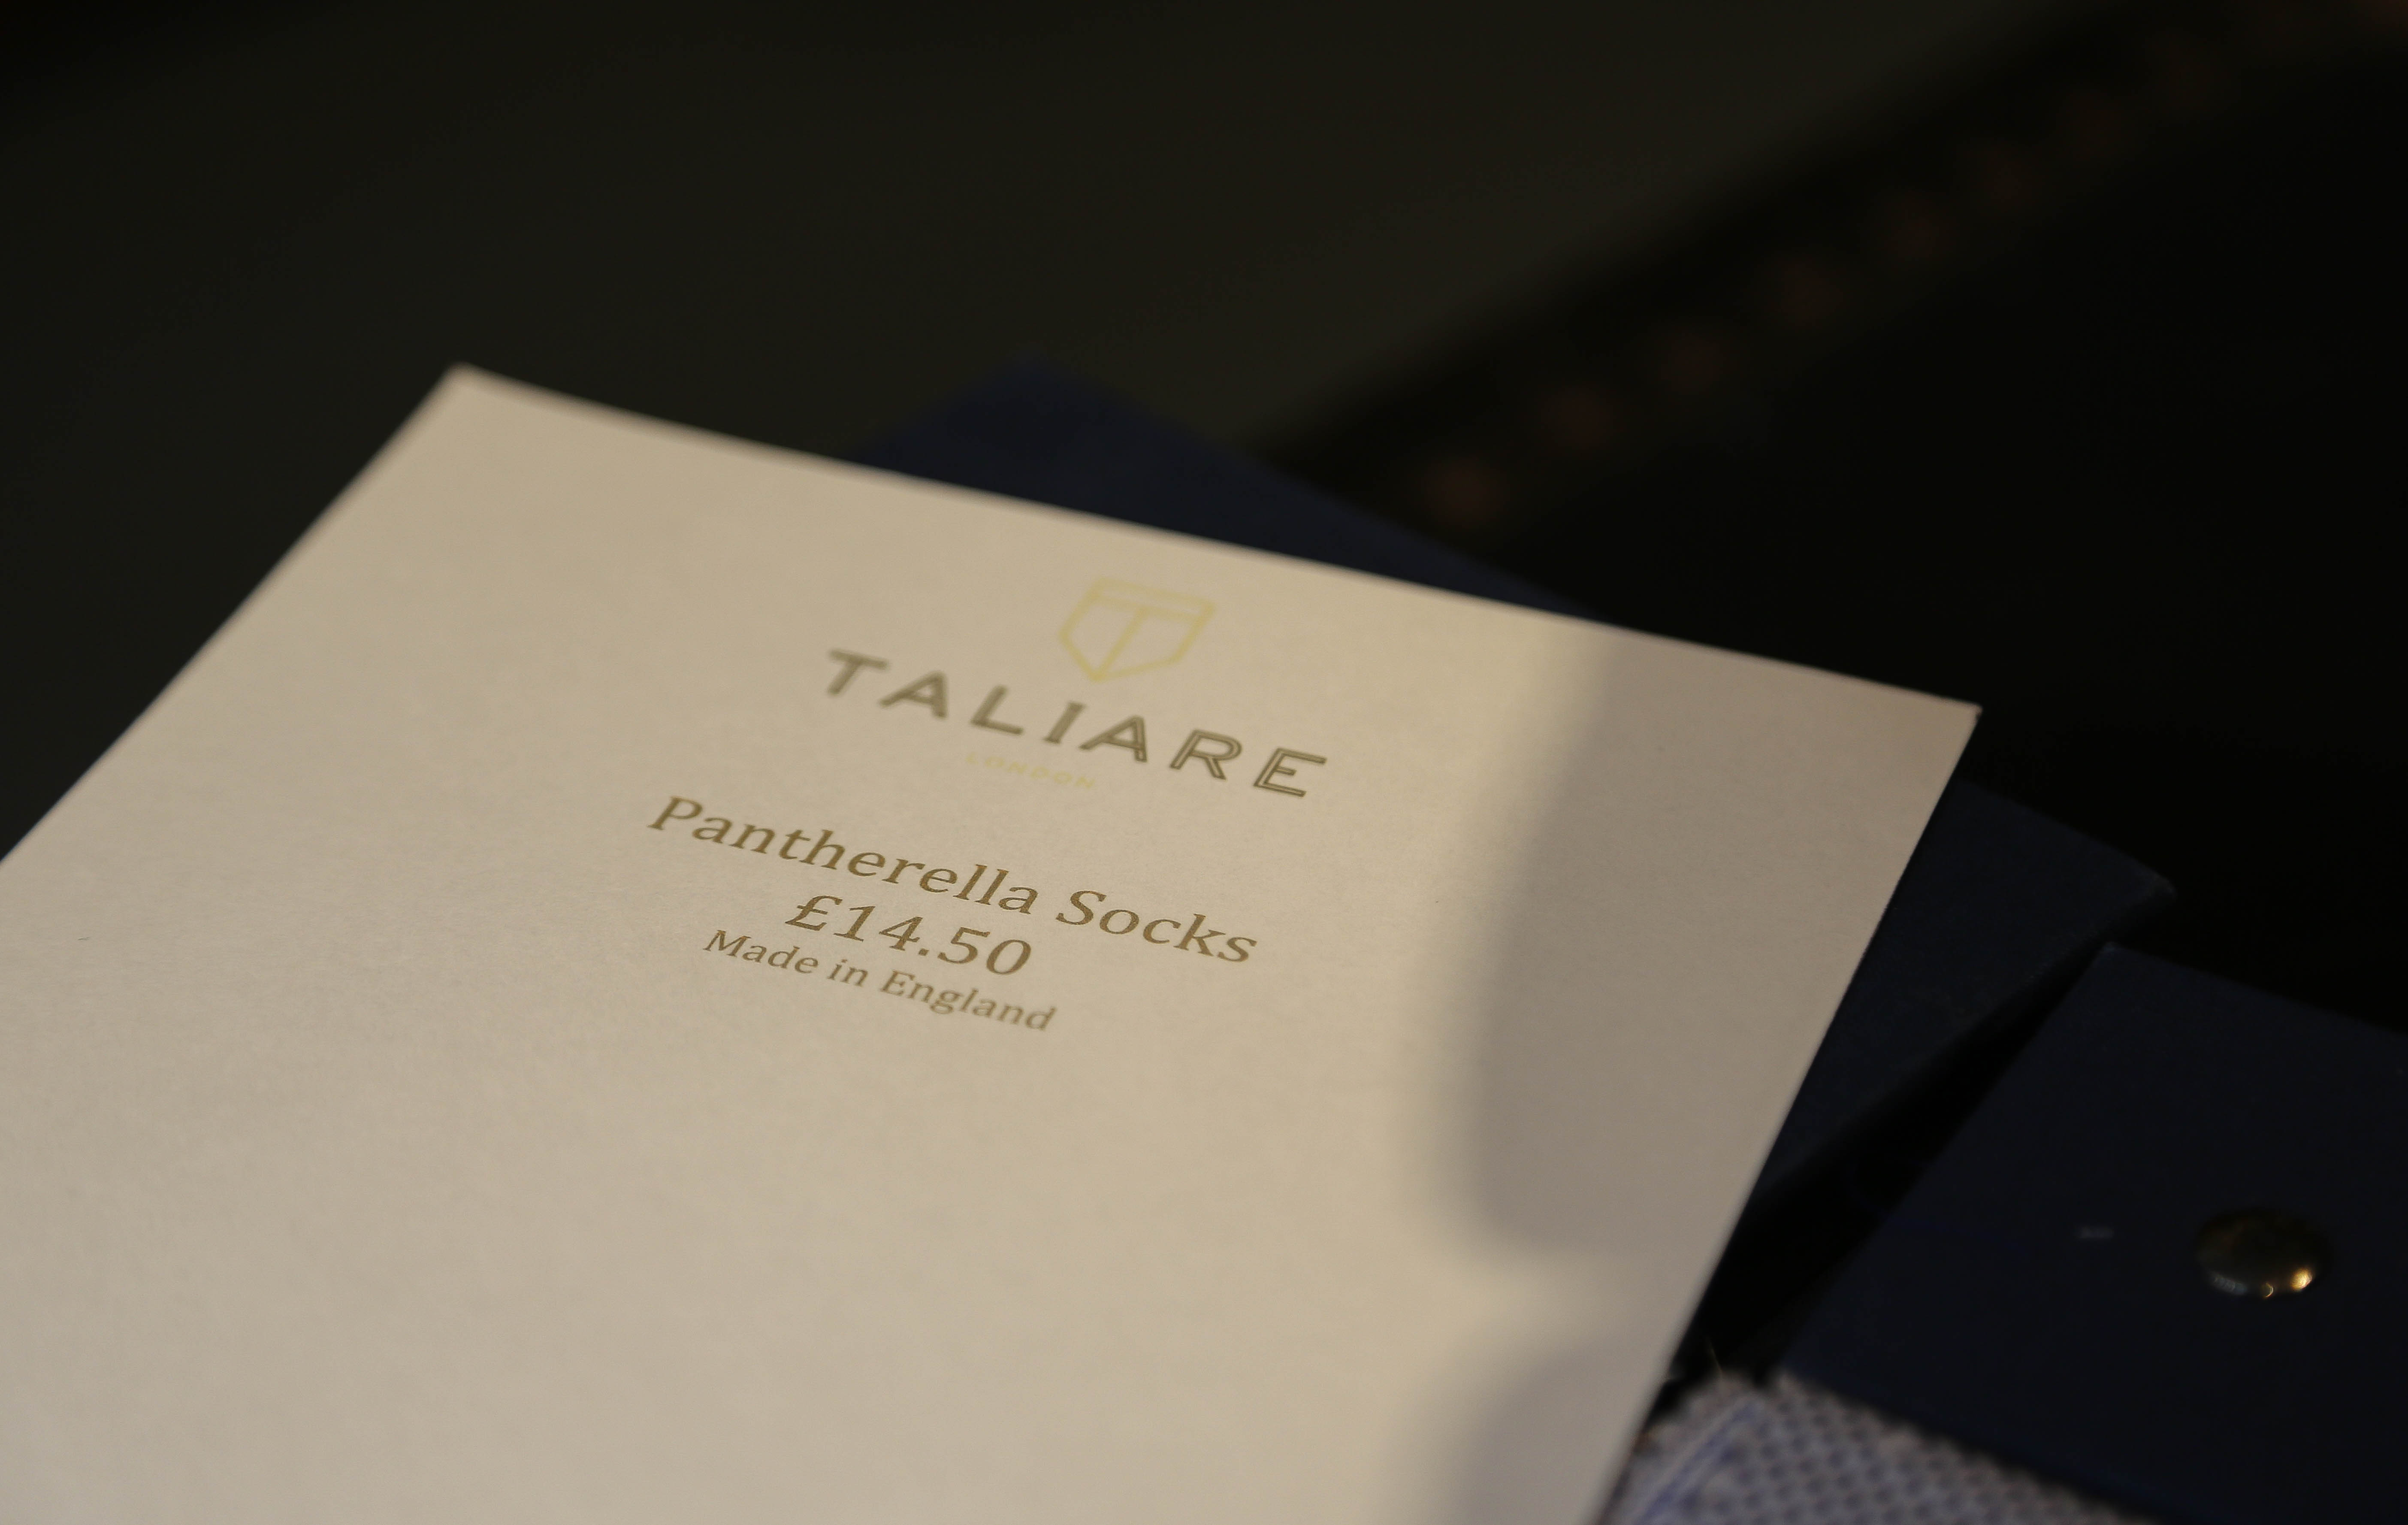 TALIARE
LONDON
Pantherella Socks
£14.50
Made in England